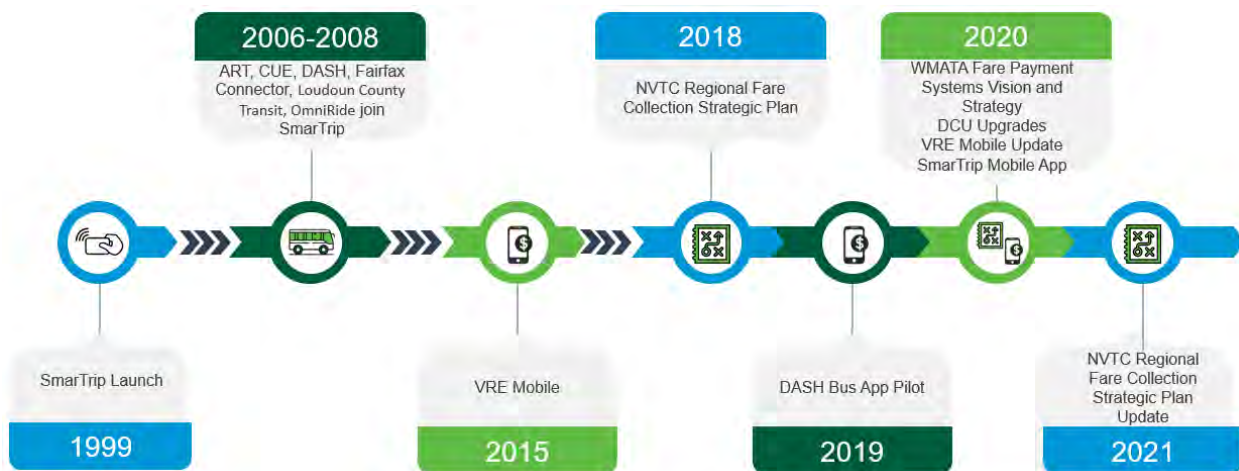 2006-2008
ART, CUE, DASH, Fairfax
Connector, Loudoun County
Transit, OmniRide join
SmarTrip
2018
NVTC Regional Fare
Collection Strategic Plan
2020
WMATA Fare Payment
Systems Vision and
Strategy
DCU Upgrades
VRE Mobile Update
SmarTrip Mobile App
SmarTrip Launch
1999
VRE Mobile
2015
DASH Bus App Pilot
2019
NVTC Regional
Fare Collection
Strategic Plan
Update
2021